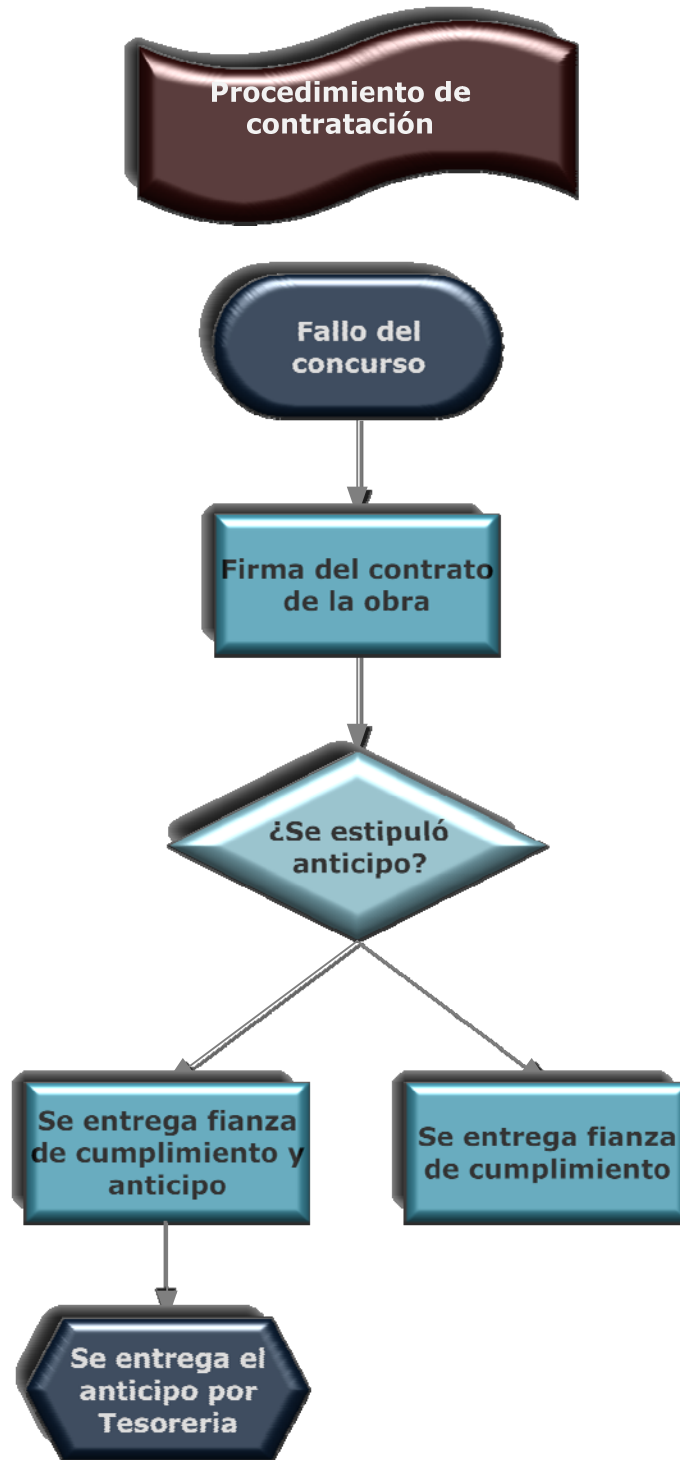 Procedimiento de
contratación
Fallo del
concurso
Firma del contrato
de la obra
¿Se estipuló
anticipo?
Se entrega fianza
de cumplimiento y
anticipo
Se entrega fianza
de cumplimiento
Se entrega el
anticipo por
Tesoreria